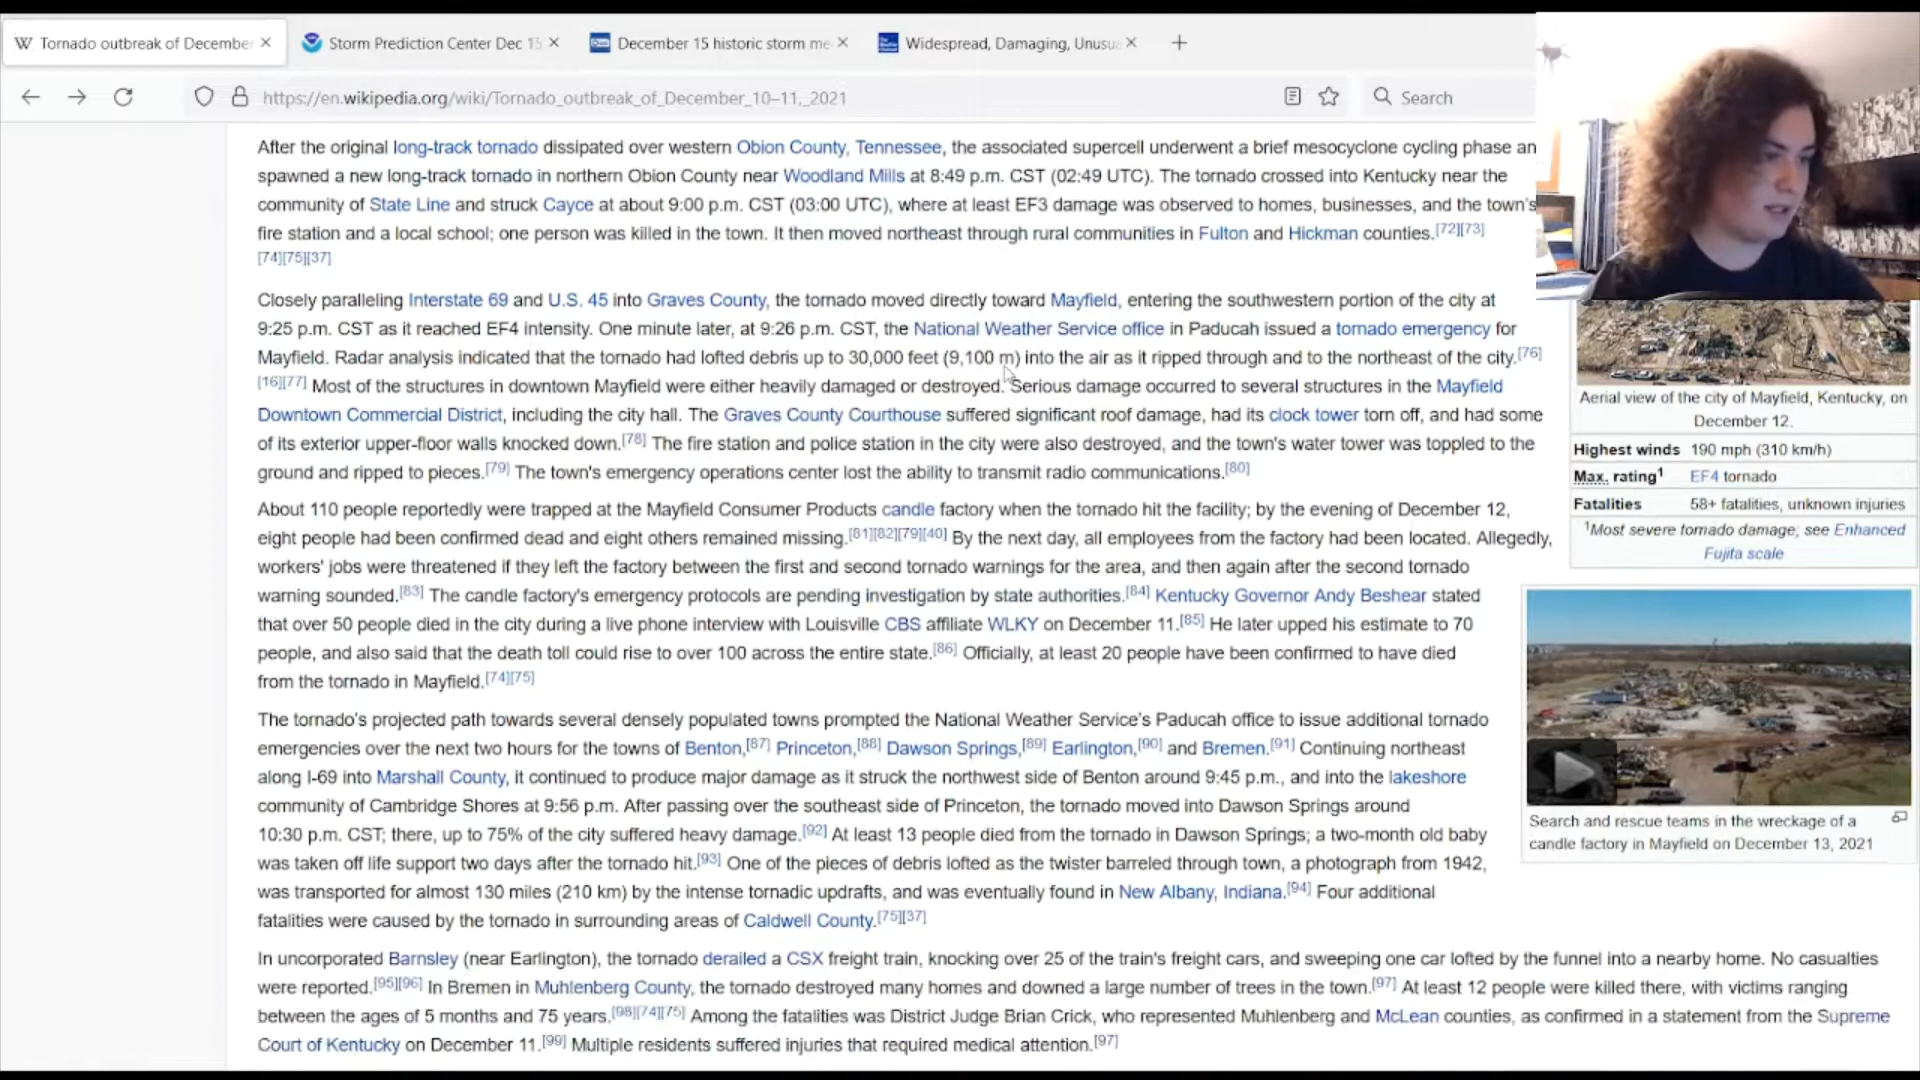 Tornado outbreak of December
Storm Prediction Center Dec 15
December 15 historic storm me
Widespread, Damaging, Unusu
https://en.wikipedia.org/wiki/Tornado_outbreak_of_December_10–11,_2021
Search
After the original long-track tornado dissipated over western Obion County, Tennessee, the associated supercell underwent a brief mesocyclone cycling phase an
spawned a new long-track tornado in northern Obion County near Woodland Mills at 8:49 p.m. CST (02:49 UTC). The tornado crossed into Kentucky near the
community of State Line and struck Cayce at about 9:00 p.m. CST (03:00 UTC), where at least EF3 damage was observed to homes, businesses, and the town's
fire station and a local school; one person was killed in the town. It then moved northeast through rural communities in Fulton and Hickman counties.[72][73]
[74][75][37]
Closely paralleling Interstate 69 and U.S. 45 into Graves County, the tornado moved directly toward Mayfield, entering the southwestern portion of the city at
9:25 p.m. CST as it reached EF4 intensity. One minute later, at 9:26 p.m. CST, the National Weather Service office in Paducah issued a tornado emergency for
Mayfield. Radar analysis indicated that the tornado had lofted debris up to 30,000 feet (9,100 m) into the air as it ripped through and to the northeast of the city.[76]
[16][77] Most of the structures in downtown Mayfield were either heavily damaged or destroyed. Serious damage occurred to several structures in the Mayfield
Downtown Commercial District, including the city hall. The Graves County Courthouse suffered significant roof damage, had its clock tower torn off, and had some
of its exterior upper-floor walls knocked down.[78] The fire station and police station in the city were also destroyed, and the town's water tower was toppled to the
ground and ripped to pieces.[79] The town's emergency operations center lost the ability to transmit radio communications.[80]
About 110 people reportedly were trapped at the Mayfield Consumer Products candle factory when the tornado hit the facility; by the evening of December 12,
eight people had been confirmed dead and eight others remained missing.[81][82][79][40] By the next day, all employees from the factory had been located. Allegedly,
workers' jobs were threatened if they left the factory between the first and second tornado warnings for the area, and then again after the second tornado
warning sounded.[83] The candle factory's emergency protocols are pending investigation by state authorities.[84] Kentucky Governor Andy Beshear stated
that over 50 people died in the city during a live phone interview with Louisville CBS affiliate WLKY on December 11.[85] He later upped his estimate to 70
people, and also said that the death toll could rise to over 100 across the entire state.[86] Officially, at least 20 people have been confirmed to have died
from the tornado in Mayfield.[74][75]
The tornado's projected path towards several densely populated towns prompted the National Weather Service's Paducah office to issue additional tornado
emergencies over the next two hours for the towns of Benton,[87] Princeton,[88] Dawson Springs,[89] Earlington,[90] and Bremen.[91] Continuing northeast
along I-69 into Marshall County, it continued to produce major damage as it struck the northwest side of Benton around 9:45 p.m., and into the lakeshore
community of Cambridge Shores at 9:56 p.m. After passing over the southeast side of Princeton, the tornado moved into Dawson Springs around
10:30 p.m. CST; there, up to 75% of the city suffered heavy damage.[92] At least 13 people died from the tornado in Dawson Springs; a two-month old baby
was taken off life support two days after the tornado hit.[93] One of the pieces of debris lofted as the twister barreled through town, a photograph from 1942,
was transported for almost 130 miles (210 km) by the intense tornadic updrafts, and was eventually found in New Albany, Indiana.[94] Four additional
fatalities were caused by the tornado in surrounding areas of Caldwell County.[75][37]
In uncorporated Barnsley (near Earlington), the tornado derailed a CSX freight train, knocking over 25 of the train's freight cars, and sweeping one car lofted by the funnel into a nearby home. No casualties
were reported.[95][96] In Bremen in Muhlenberg County, the tornado destroyed many homes and downed a large number of trees in the town.[97] At least 12 people were killed there, with victims ranging
between the ages of 5 months and 75 years.[98][74][75] Among the fatalities was District Judge Brian Crick, who represented Muhlenberg and McLean counties, as confirmed in a statement from the Supreme
Court of Kentucky on December 11.[99] Multiple residents suffered injuries that required medical attention.[97]
Aerial view of the city of Mayfield, Kentucky, on
December 12.
Highest winds 190 mph (310 km/h)
Max. rating1 EF4 tornado
Fatalities 58+ fatalities, unknown injuries
1Most severe tornado damage; see Enhanced
Fujita scale
Search and rescue teams in the wreckage of a
candle factory in Mayfield on December 13, 2021